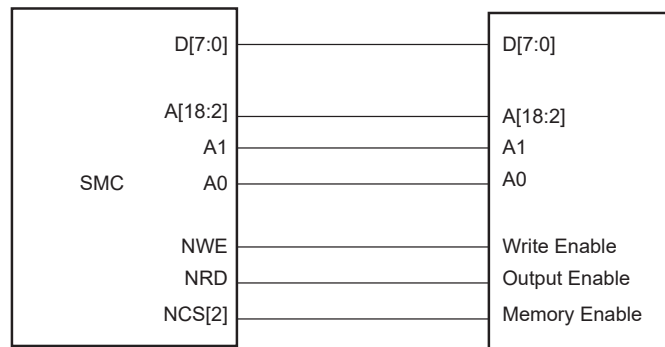 D[7:0] D[7:0]
A[18:2] A[18:2]
A1 A1
SMC A0 A0
NWE Write Enable
NRD Output Enable
NCS[2] Memory Enable